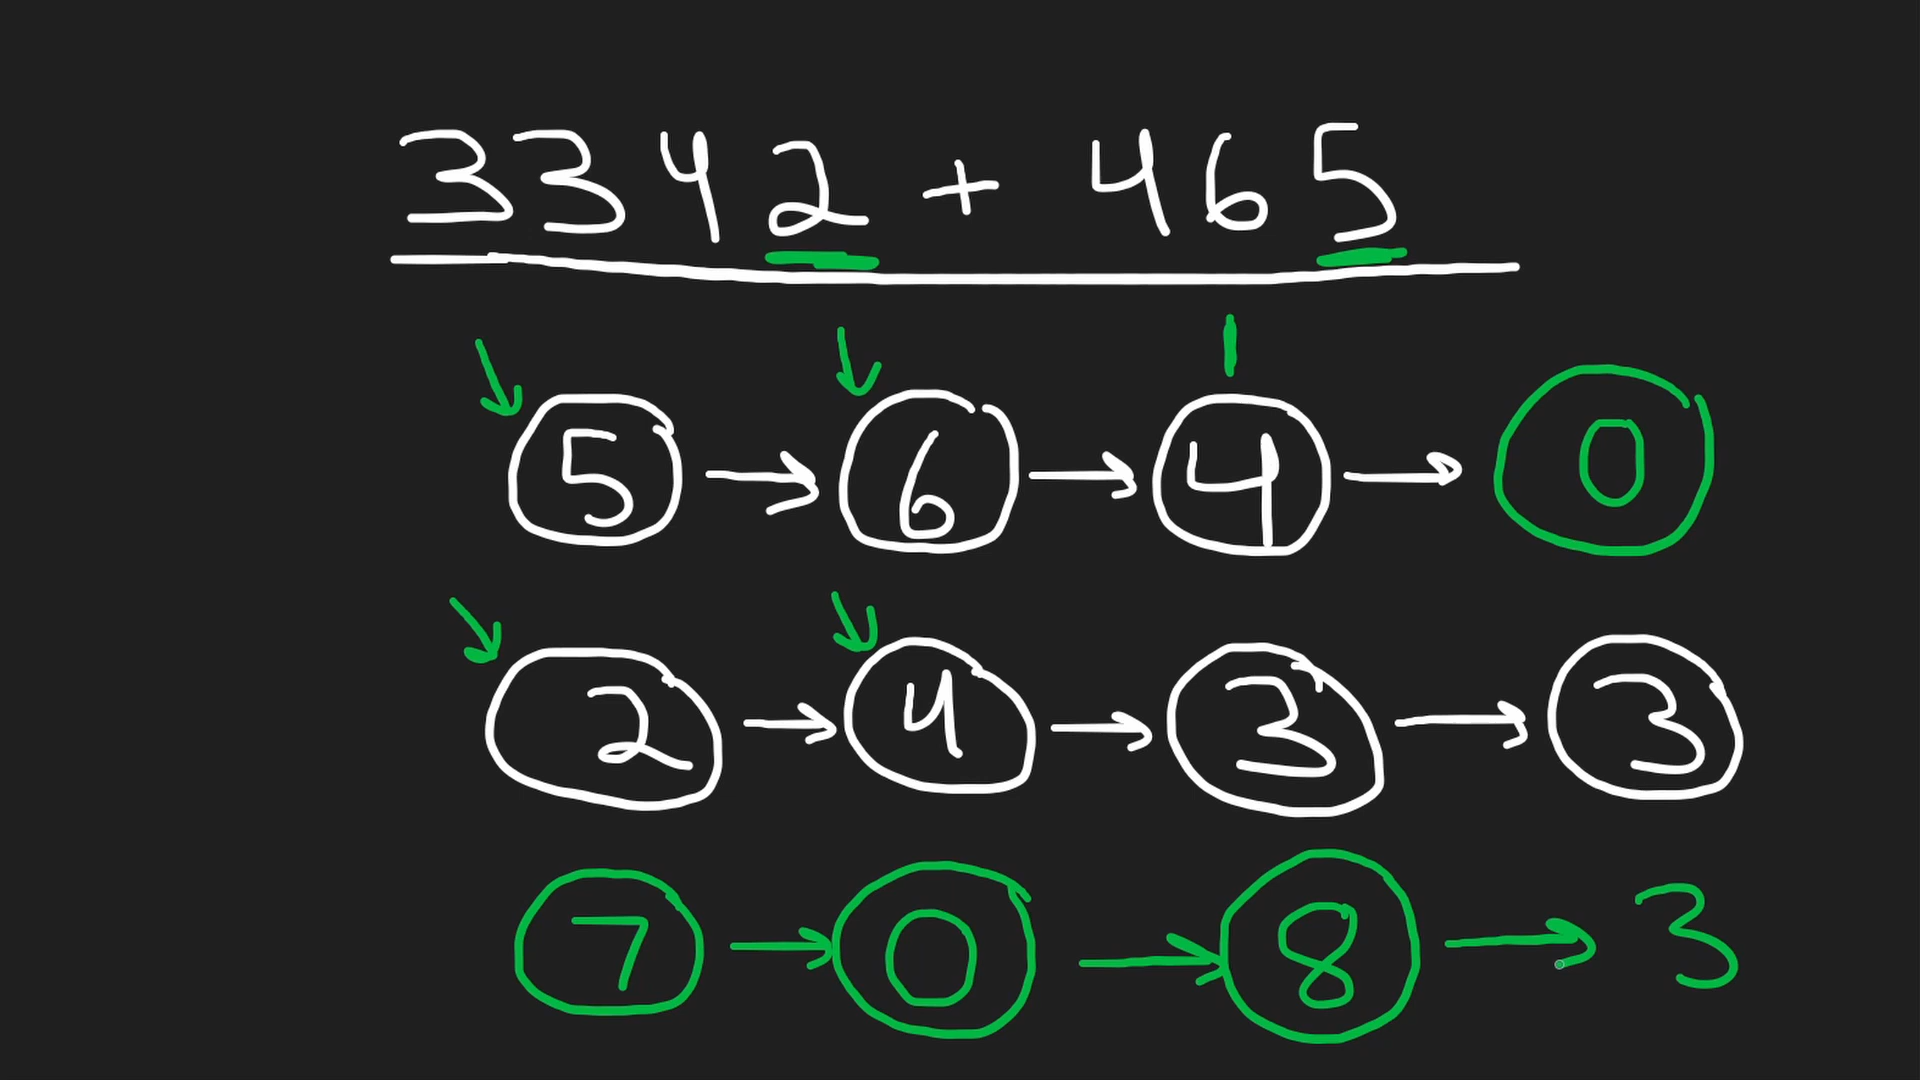 3342 + 465
1
5 → 6 → 4 → 0
2 → 4 → 3 → 3
7 → 0 → 8 → 3